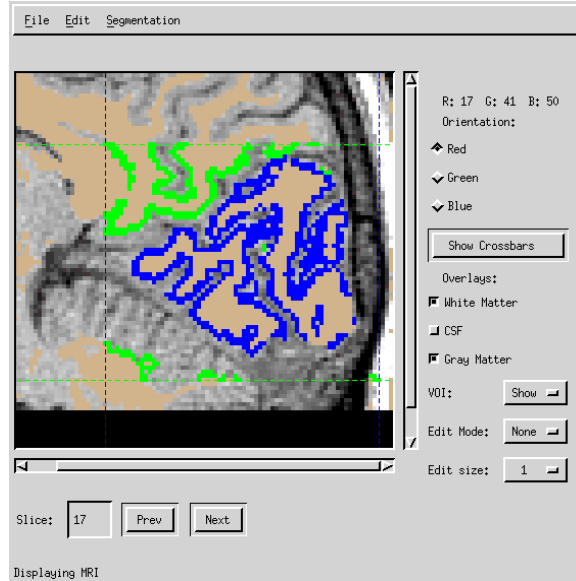 File Edit Segmentation
R: 17 G: 41 B: 50
Orientation:
Red
Green
Blue
Show Crossbars
Overlays:
White Matter
CSF
Gray Matter
VOI: Show
Edit Mode: None
Edit size: 1
Slice: 17 Prev Next
Displaying MRI